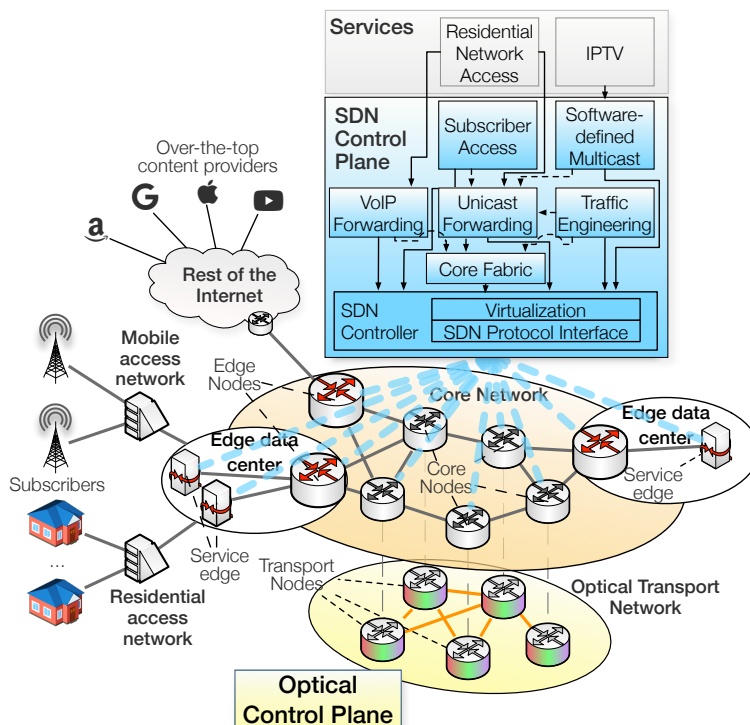 Services
Residential
Network
Access
IPTV
SDN
Control
Plane
Subscriber
Access
Software-
defined
Multicast
VoIP
Forwarding
Unicast
Forwarding
Traffic
Engineering
Core Fabric
SDN
Controller
Virtualization
SDN Protocol Interface
Over-the-top
content providers
G
a
Rest of the
Internet
Mobile
access
network
Edge
Nodes
Core Network
Edge data
center
Edge data
center
Core
Nodes
Service
edge
Subscribers
Service
edge
...
Transport
Nodes
Residential
access
network
Optical Transport
Network
Optical
Control Plane